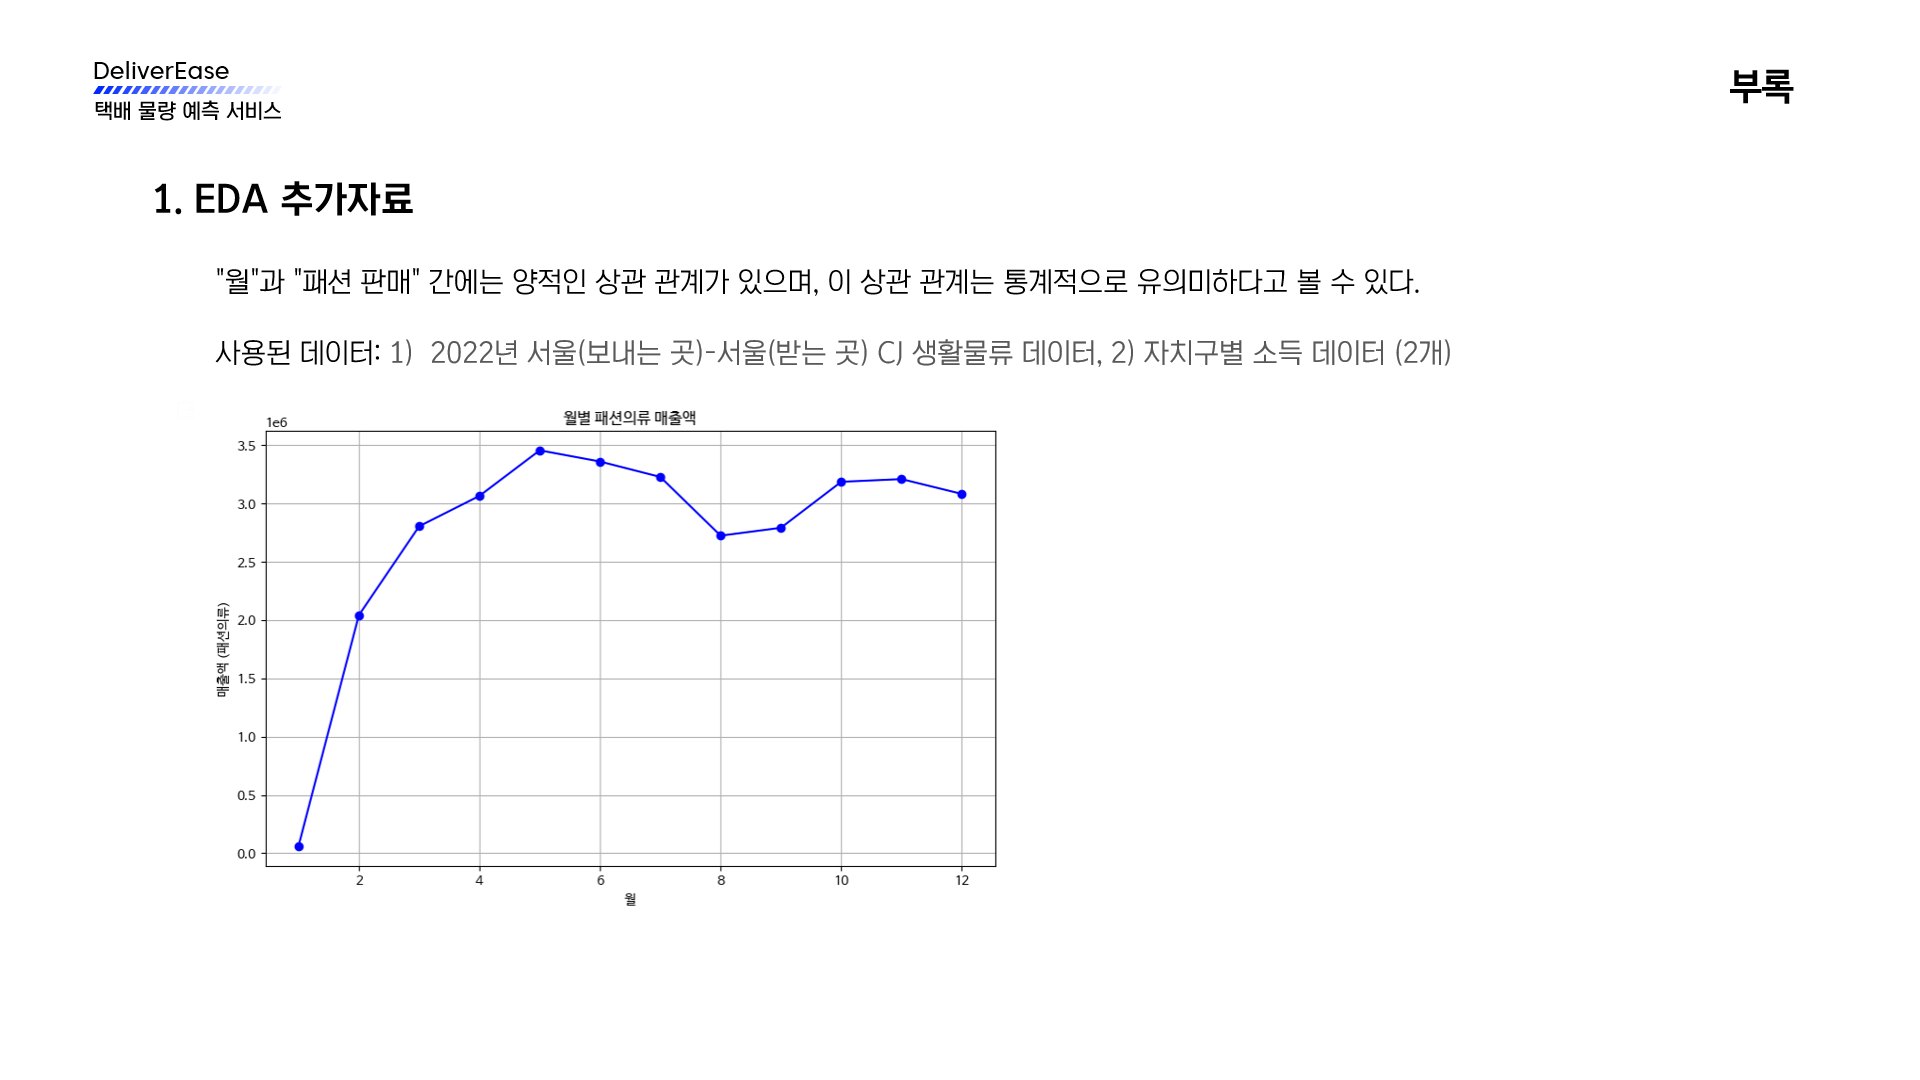 DeliverEase
택배 물량 예측 서비스
부록
1. EDA 추가자료
"월"과 "패션 판매" 간에는 양적인 상관 관계가 있으며, 이 상관 관계는 통계적으로 유의미하다고 볼 수 있다.
사용된 데이터: 1) 2022년 서울(보내는 곳)-서울(받는 곳) CJ 생활물류 데이터, 2) 자치구별 소득 데이터 (2개)
월별 패션의류 매출액
1e6
3.5
3.0
2.5
2.0
1.5
1.0
0.5
0.0
매출액 (패션의류)
2 4 6 8 10 12
월